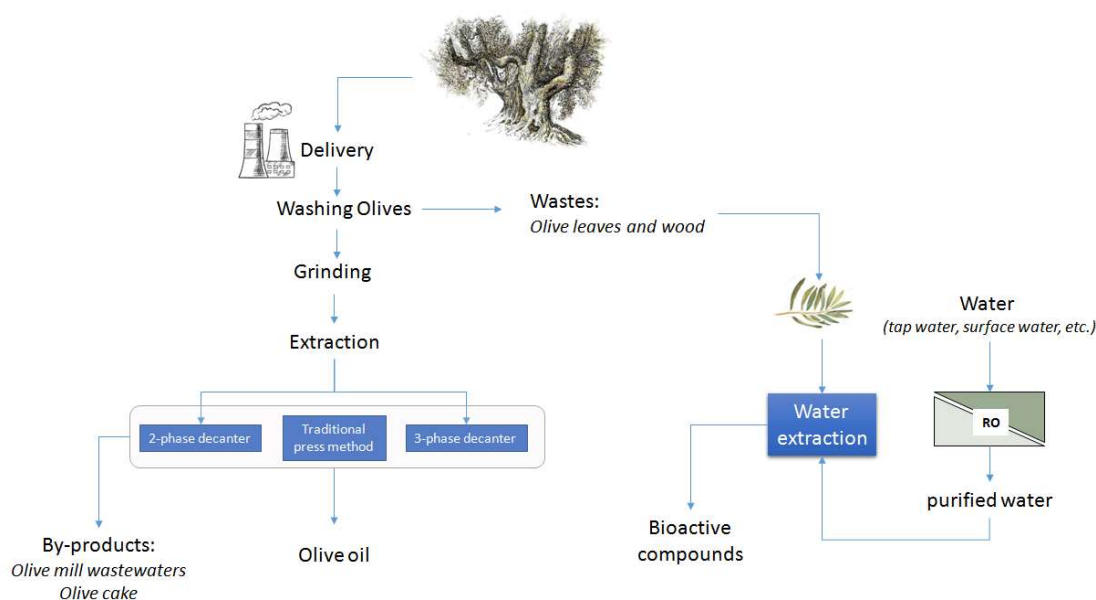 Delivery
Washing Olives
Wastes:
Olive leaves and wood
Grinding
Extraction
2-phase decanter
Traditional
press method
3-phase decanter
By-products:
Olive mill wastewaters
Olive cake
Olive oil
Water
(tap water, surface water, etc.)
RO
Water
extraction
purified water
Bioactive
compounds